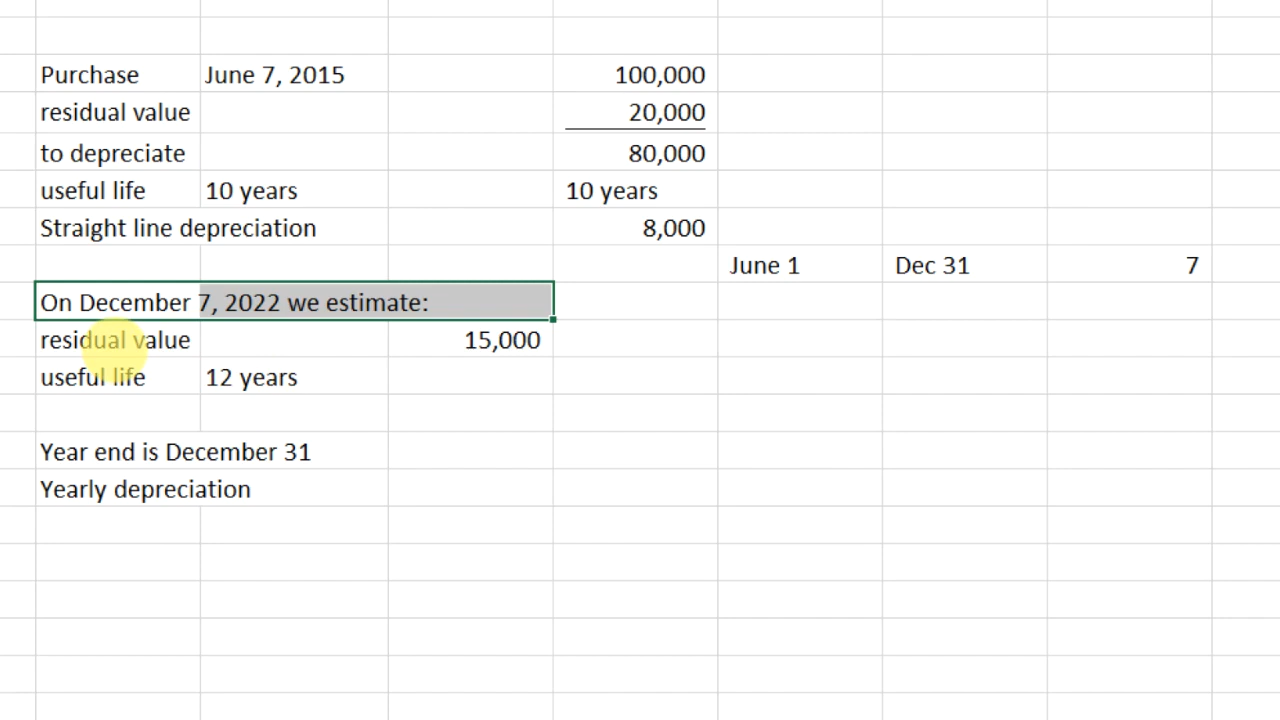 Purchase June 7, 2015 100,000
residual value 20,000
to depreciate 80,000
useful life 10 years 10 years
Straight line depreciation 8,000
June 1 Dec 31 7
On December 7, 2022 we estimate:
residual value 15,000
useful life 12 years
Year end is December 31
Yearly depreciation